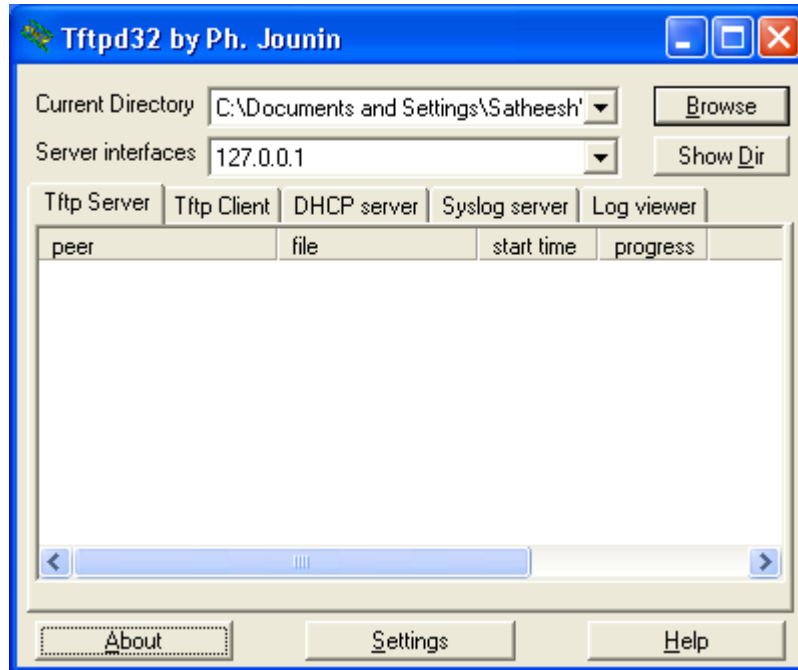 Tftpd32 by Ph. Jounin
Current Directory C:\Documents and Settings\Satheesh' Browse
Server interfaces 127.0.0.1 Show Dir
Tftp Server Tftp Client DHCP server Syslog server Log viewer
peer file start time progress
About Settings Help